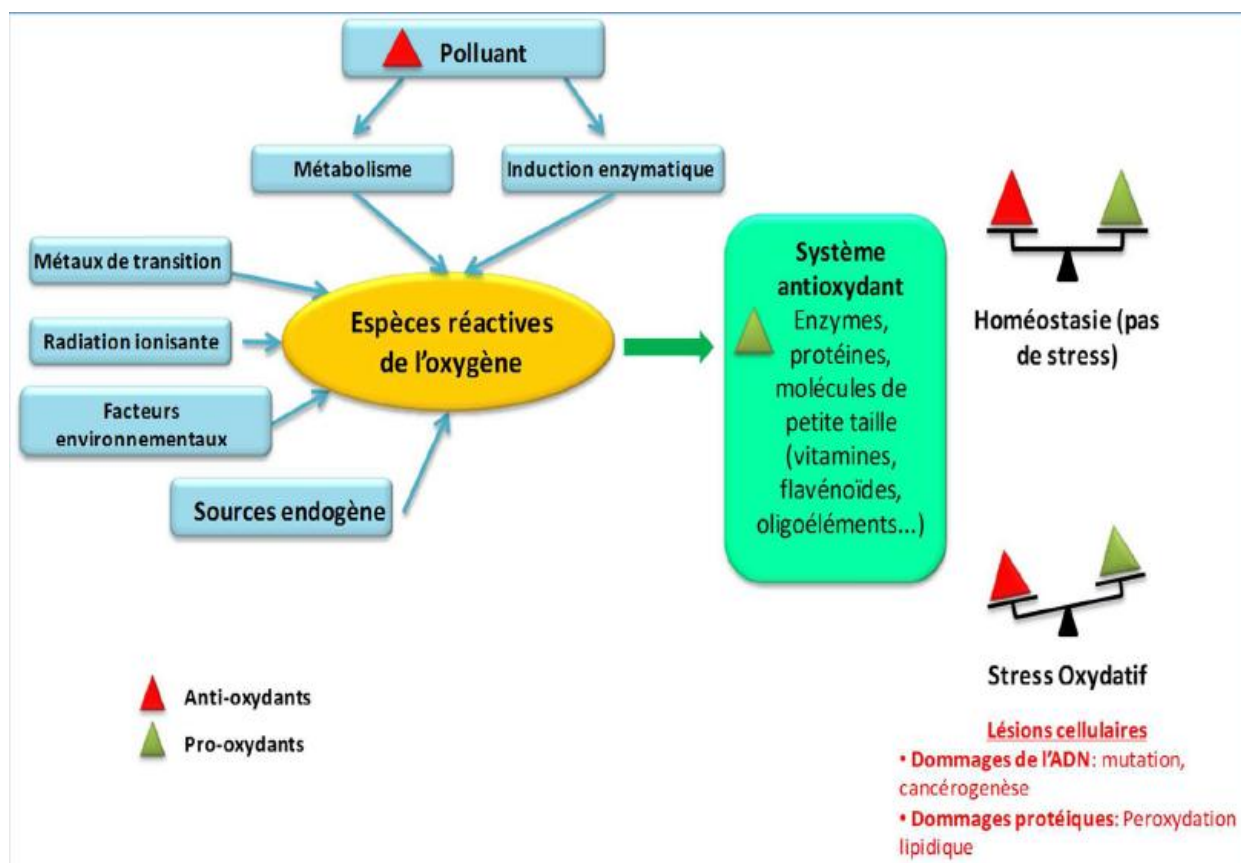 Polluant
Métabolisme
Induction enzymatique
Métaux de transition
Radiation ionisante
Facteurs
environnementaux
Sources endogène
Espèces réactives
de l'oxygène
Système
antioxydant
Enzymes,
protéines,
molécules de
petite taille
(vitamines,
flavénoïdes,
oligoéléments...)
Homéostasie (pas
de stress)
Stress Oxydatif
Lésions cellulaires
• Dommages de l'ADN: mutation,
cancérogenèse
• Dommages protéiques: Peroxydation
lipidique
Anti-oxydants
Pro-oxydants